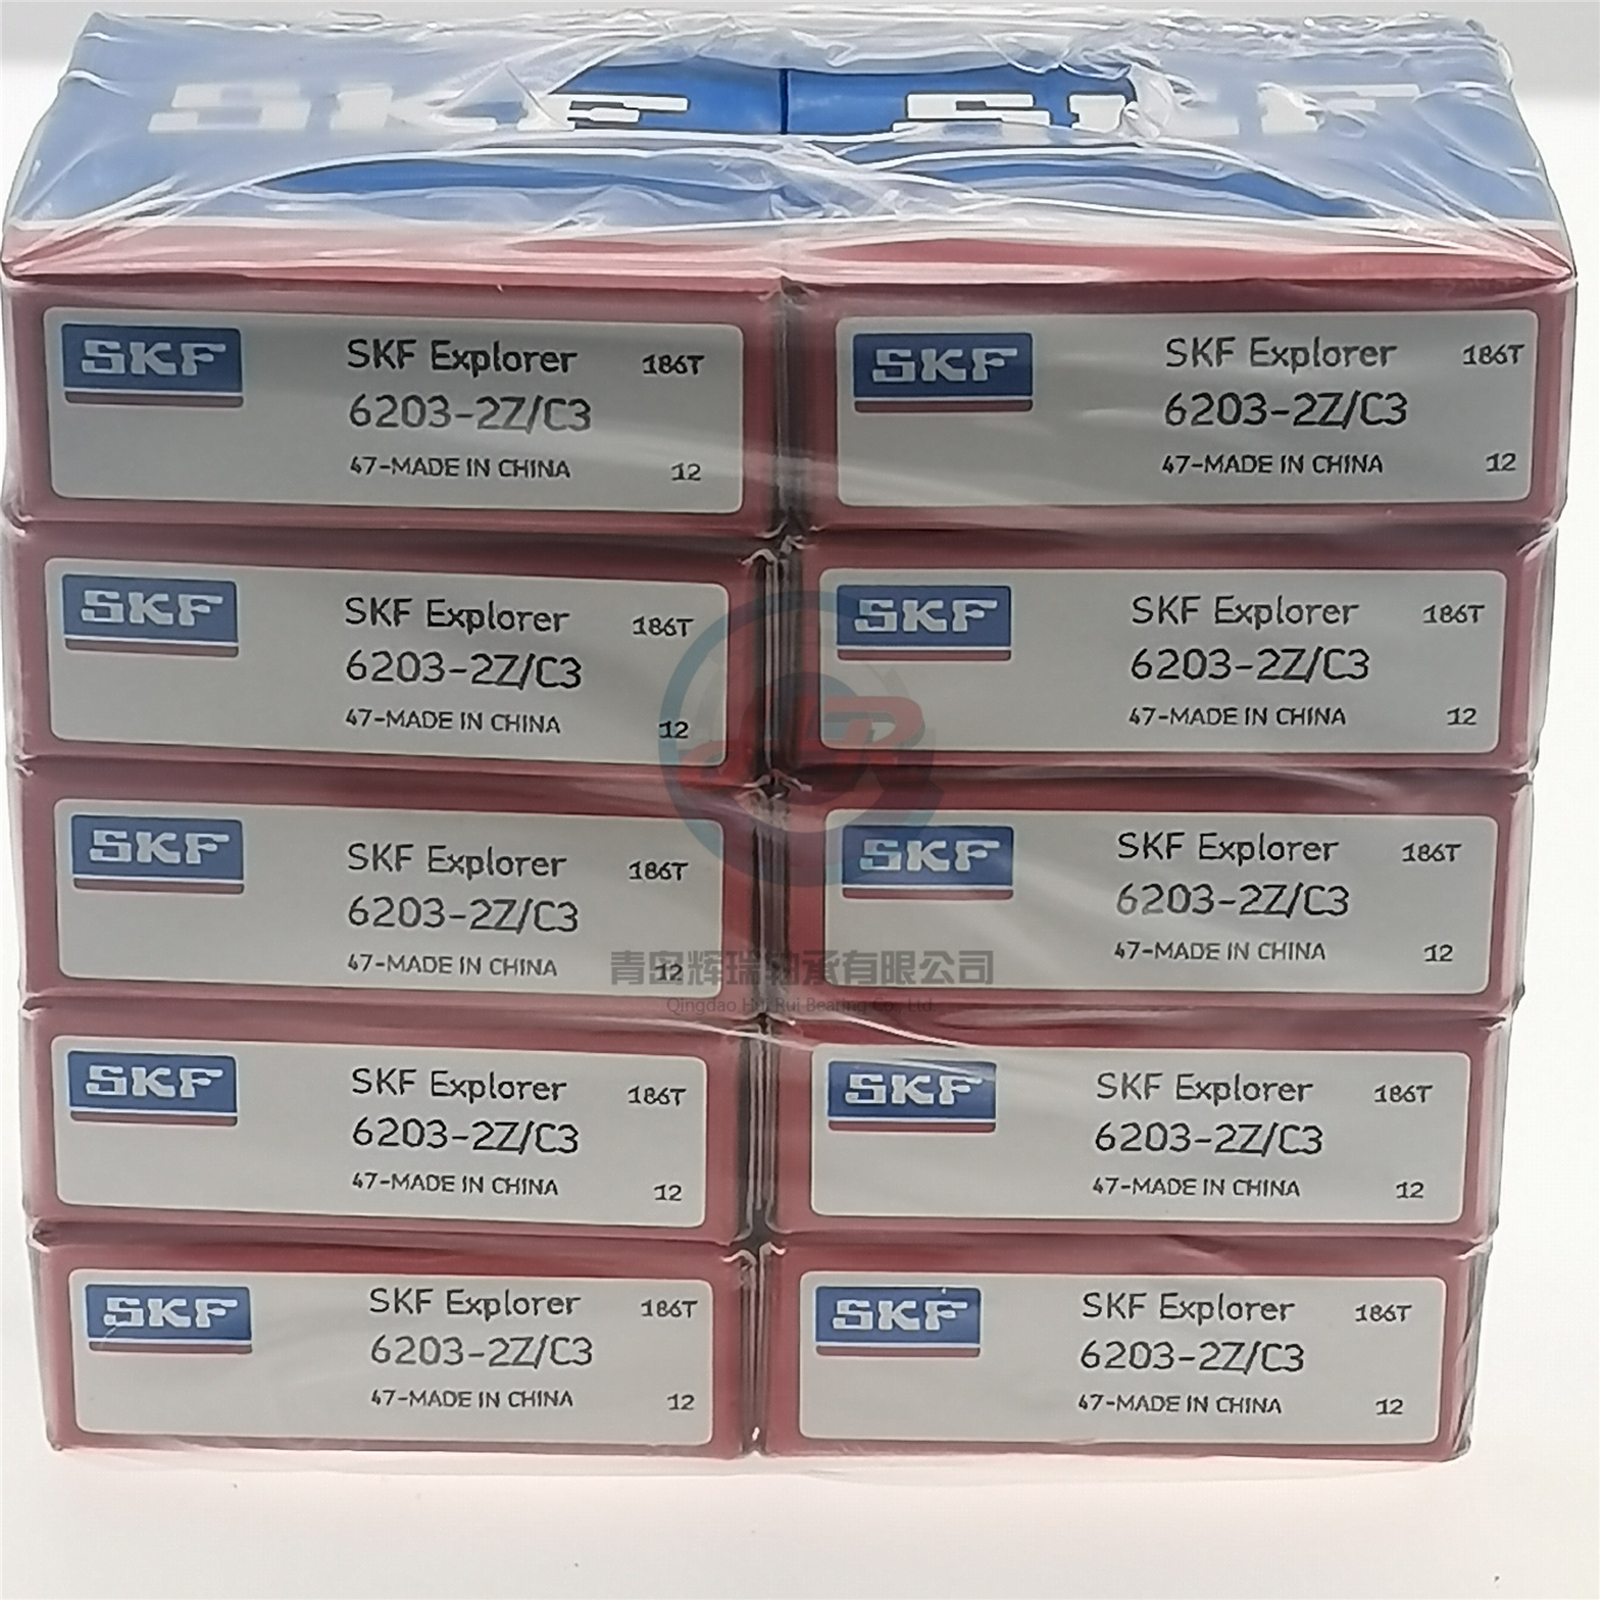 SKF SKF
SKF SKF Explorer 186T
6203-2Z/C3
47-MADE IN CHINA 12
SKF SKF Explorer 186T
6203-2Z/C3
47-MADE IN CHINA 12
SKF SKF Explorer 186T
6203-2Z/C3
47-MADE IN CHINA 12
SKF SKF Explorer 186T
6203-2Z/C3
47-MADE IN CHINA 12
SKF SKF Explorer 186T
6203-2Z/C3
47-MADE IN CHINA 12
SKF SKF Explorer 186T
6203-2Z/C3
47-MADE IN CHINA 12
青岛辉瑞轴承有限公司
Qingdao Hui Rui Bearing Co., Ltd.
SKF SKF Explorer 186T
6203-2Z/C3
47-MADE IN CHINA 12
SKF SKF Explorer 186T
6203-2Z/C3
47-MADE IN CHINA 12
SKF SKF Explorer 186T
6203-2Z/C3
47-MADE IN CHINA 12
SKF SKF Explorer 186T
6203-2Z/C3
47-MADE IN CHINA 12